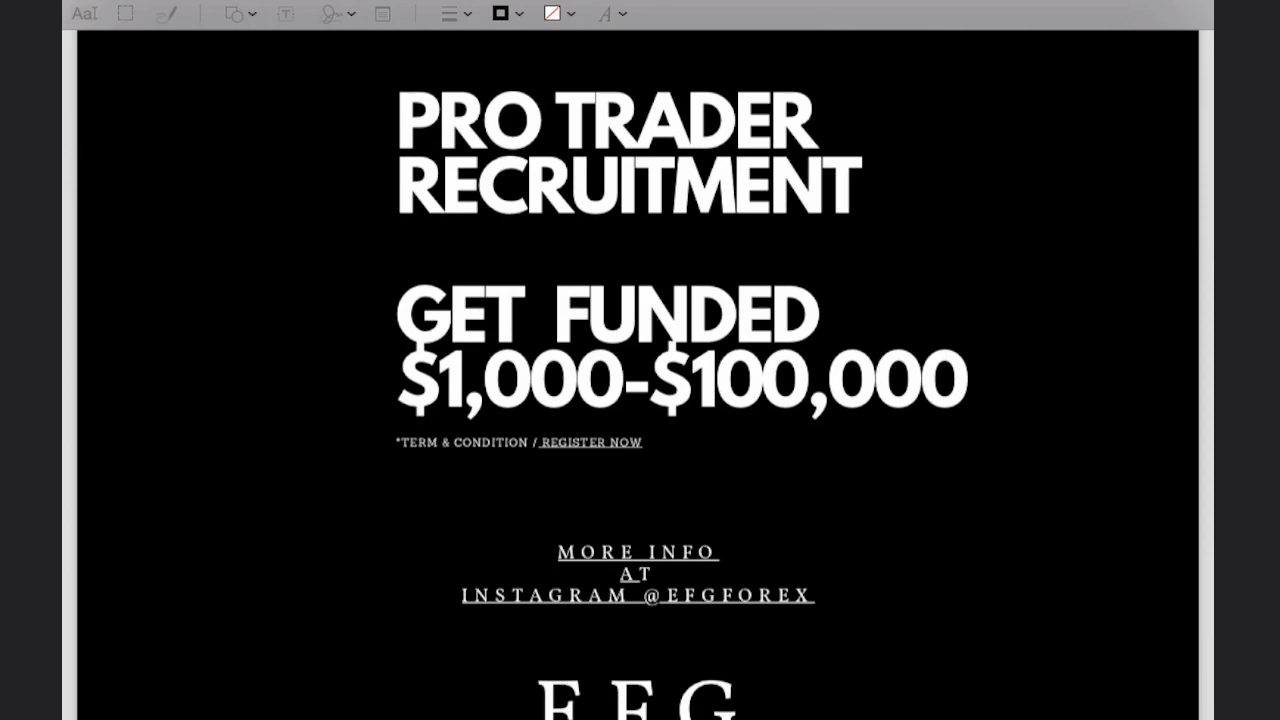 AaI
T
A
PRO TRADER
RECRUITMENT
GET FUNDED
$1,000-$100,000
*TERM & CONDITION / REGISTER NOW
MORE INFO
AT
INSTAGRAM @EFGFOREX
EFG